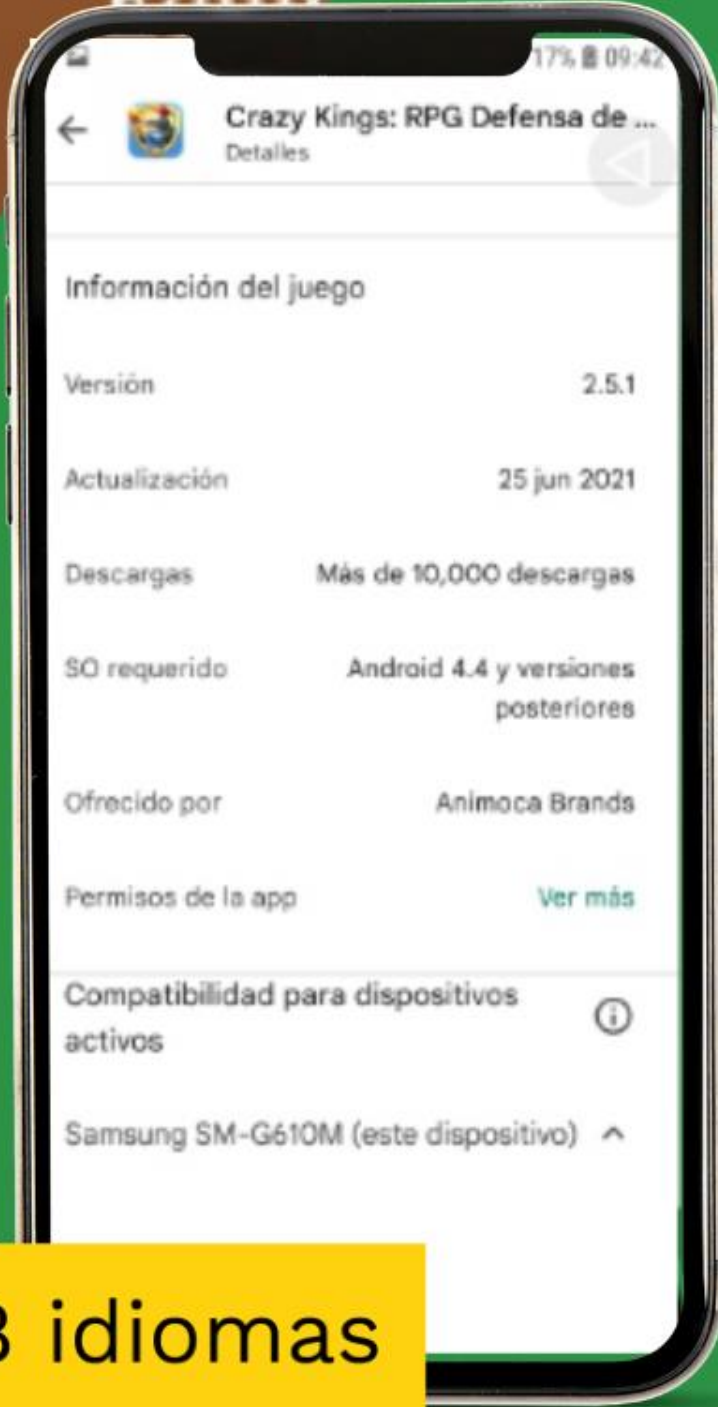 17% 09:42
Crazy Kings: RPG Defensa de ...
Detalles
Información del juego
Versión 2.5.1
Actualización 25 jun 2021
Descargas Más de 10,000 descargas
SO requerido Android 4.4 y versiones
posteriores
Ofrecido por Animoca Brands
Permisos de la app Ver más
Compatibilidad para dispositivos
activos
Samsung SM-G610M (este dispositivo)
idiomas